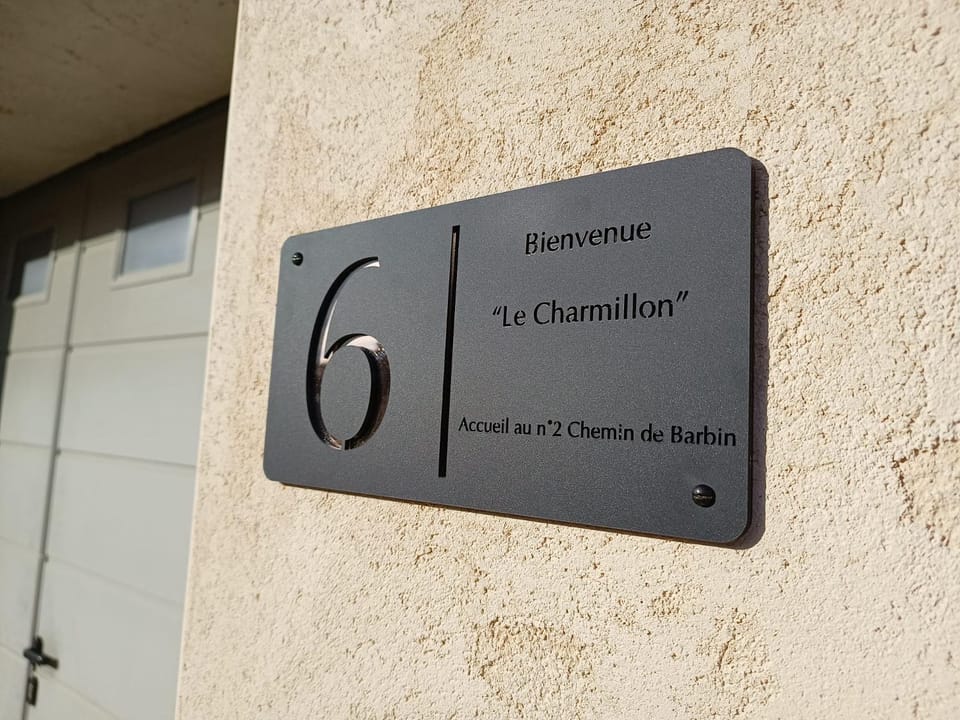 6
Bienvenue
“Le Charmillon”
Accueil au n°2 Chemin de Barbin